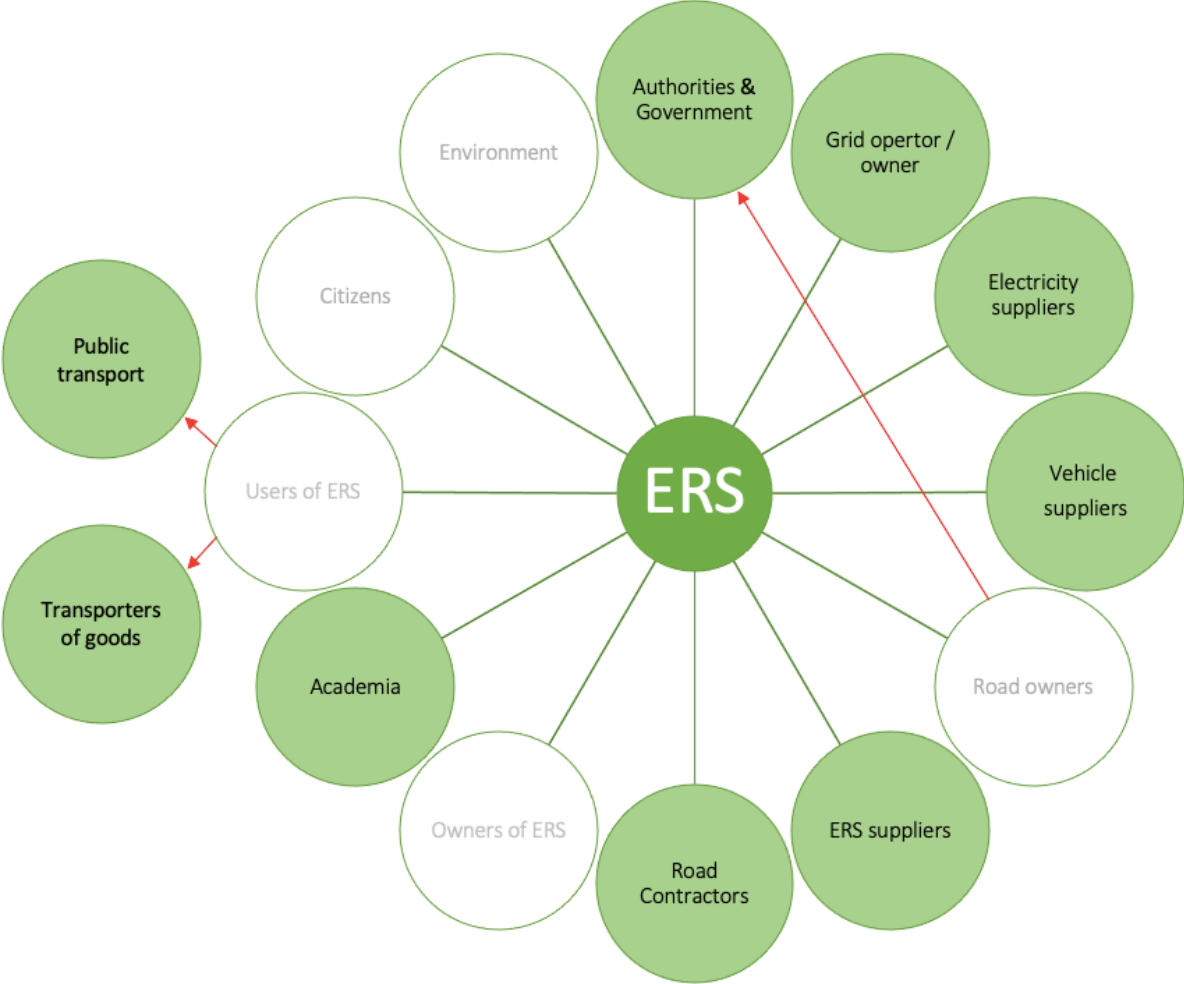 Authorities &
Government
Grid opertor /
owner
Environment
Electricity
suppliers
Citizens
Public
transport
Vehicle
suppliers
Users of ERS
ERS
Transporters
of goods
Academia
Road owners
Owners of ERS
ERS suppliers
Road
Contractors